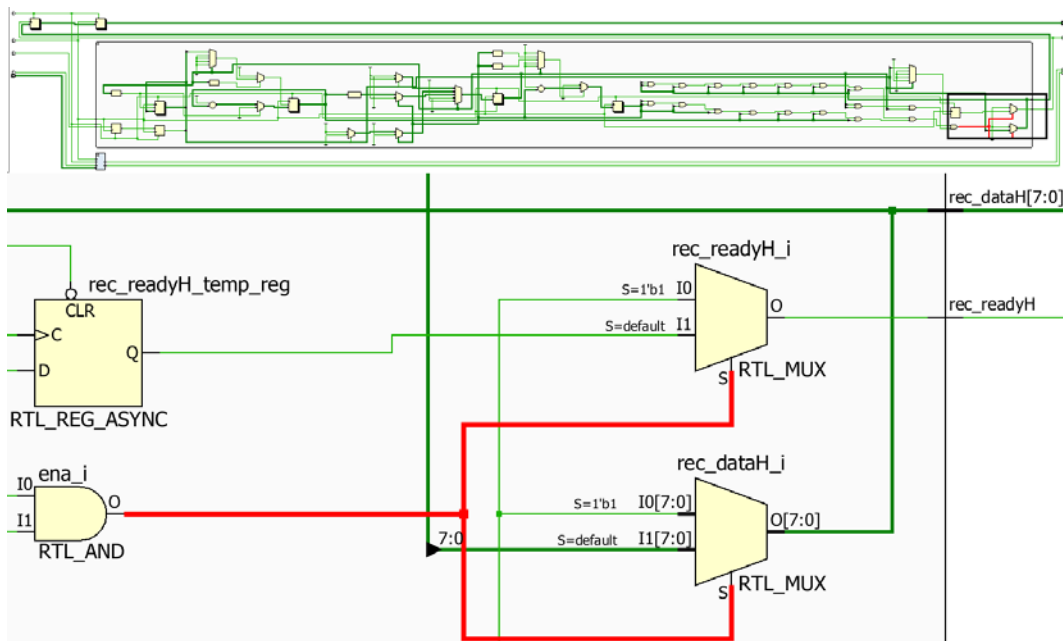 rec_dataH[7:0]
rec_readyH_i
rec_readyH_temp_reg
CLR
S=1'b1 I0
O
rec_readyH
C
S=default I1
Q
D
S
RTL_MUX
RTL_REG_ASYNC
rec_dataH_i
ena_i
I0
O
S=1'b1 I0[7:0]
I1
O[7:0]
7:0
S=default I1[7:0]
RTL_AND
S
RTL_MUX